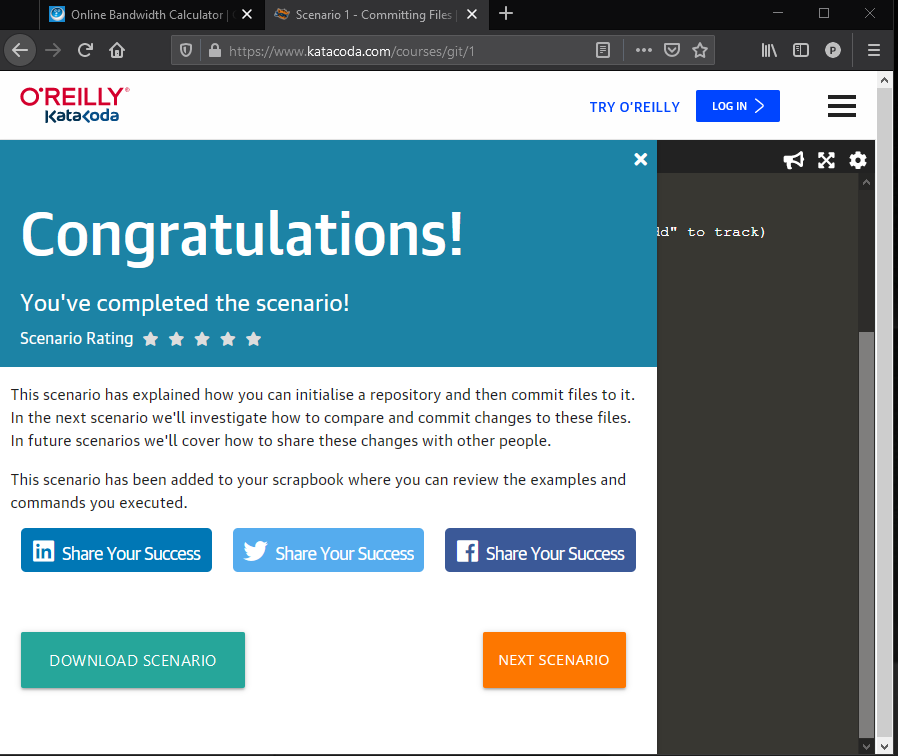 Online Bandwidth Calculator |
Scenario 1 - Committing Files |
https://www.katacoda.com/courses/git/1
P
O'REILLY®
Katacoda
TRY O'REILLY
LOG IN
Congratulations!
dd" to track)
You've completed the scenario!
Scenario Rating
This scenario has explained how you can initialise a repository and then commit files to it.
In the next scenario we'll investigate how to compare and commit changes to these files.
In future scenarios we'll cover how to share these changes with other people.
This scenario has been added to your scrapbook where you can review the examples and
commands you executed.
in Share Your Success
Share Your Success
f Share Your Success
DOWNLOAD SCENARIO
NEXT SCENARIO